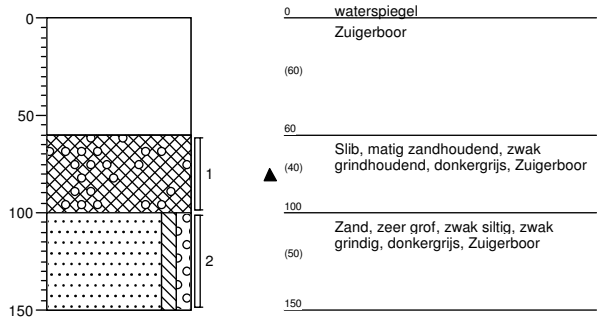 0
50
100
150
1
2
0
waterspiegel
Zuigerboor
(60)
60
Slib, matig zandhoudend, zwak
grindhoudend, donkergrijs, Zuigerboor
(40)
100
Zand, zeer grof, zwak siltig, zwak
grindig, donkergrijs, Zuigerboor
(50)
150